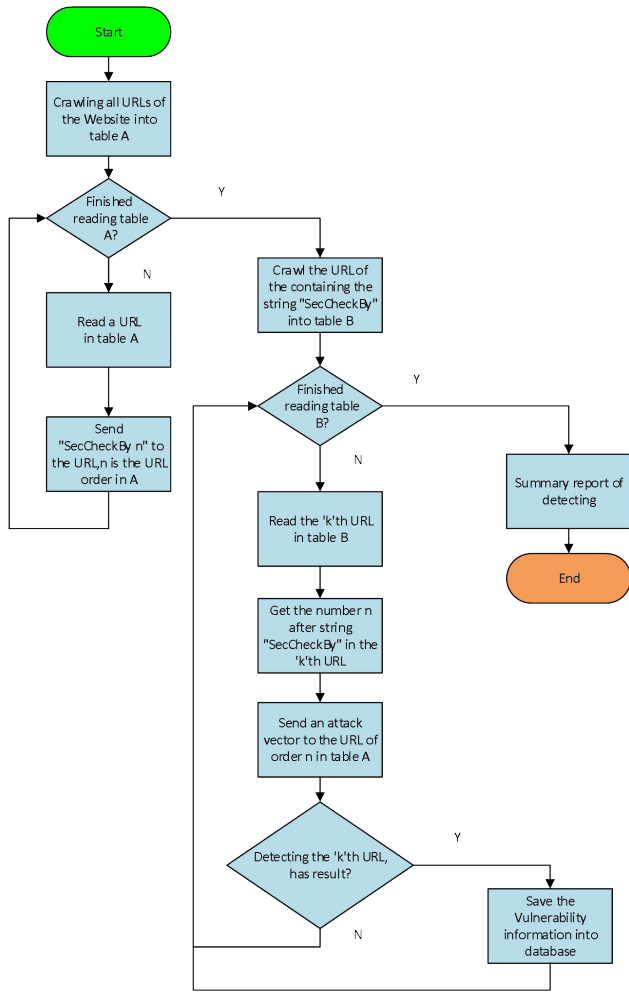 Start
Crawling all URLs of
the Website into
table A
Finished
reading table
A?
Y
N
Read a URL
in table A
Send
"SecCheckBy n" to
the URL,n is the URL
order in A
Crawl the URL of
the containing the
string "SecCheckBy"
into table B
Finished
reading table
B?
Y
N
Summary report of
detecting
End
Read the 'k'th URL
in table B
Get the number n
after string
"SecCheckBy" in the
'k'th URL
Send an attack
vector to the URL of
order n in table A
Detecting the 'k'th URL,
has result?
Y
N
Save the
Vulnerability
information into
database